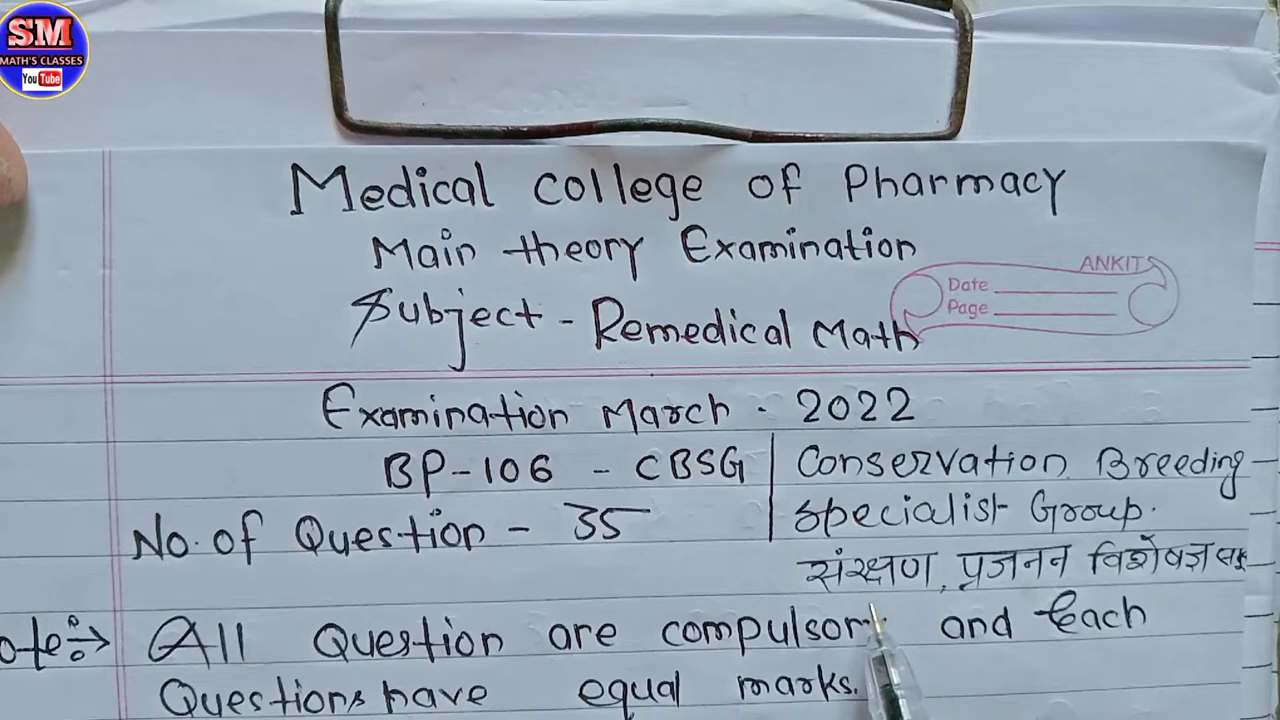 SM
MATH'S CLASSES
YouTube
Medical college of Pharmacy
Main theory Examination
ANKIT
Date
Page
Subject - Remedical Math
Examination March - 2022
BP-106 - CBSG | Conservation Breeding
No. of Question - 35 specialist Group.
संरक्षण, प्रजनन विशेषज्ञ
ote:→ All Question are compulsor and Each
Questions have equal marks.